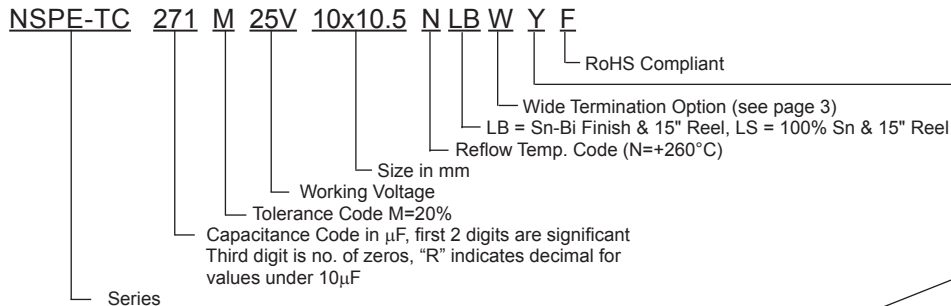 NSPE-TC 271 M 25V 10x10.5 N LB W Y F
RoHS Compliant
Wide Termination Option (see page 3)
LB = Sn-Bi Finish & 15" Reel, LS = 100% Sn & 15" Reel
Reflow Temp. Code (N=+260°C)
Size in mm
Working Voltage
Tolerance Code M=20%
Capacitance Code in μF, first 2 digits are significant
Third digit is no. of zeros, “R” indicates decimal for
values under 10μF
Series